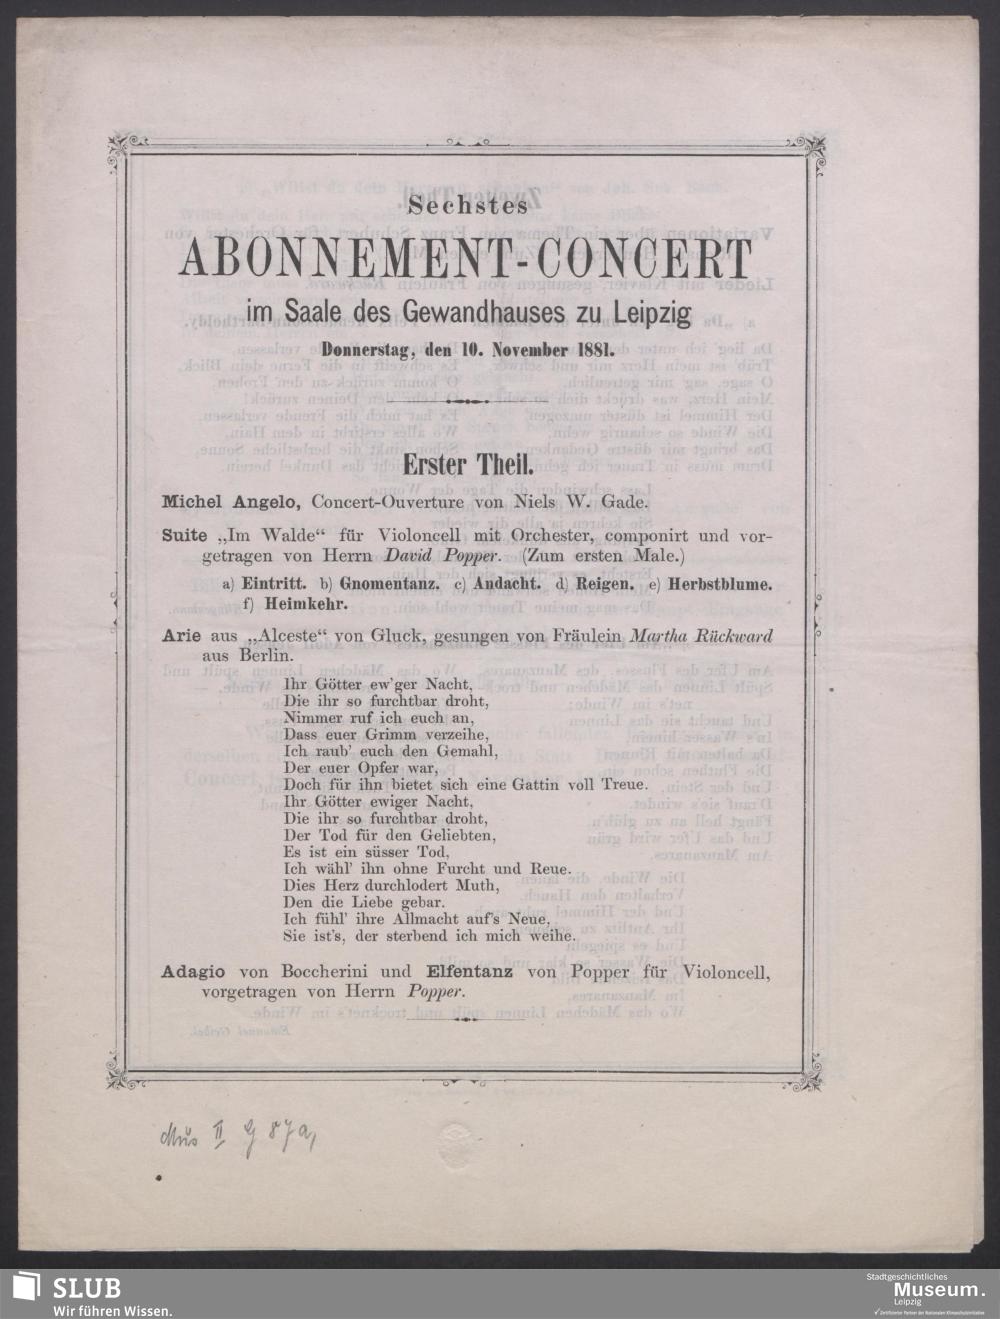 Sechstes
ABONNEMENT-CONCERT
im Saale des Gewandhauses zu Leipzig
Donnerstag, den 10. November 1881.
Erster Theil.
Michel Angelo, Concert-Ouverture von Niels W. Gade.
Suite „Im Walde“ für Violoncell mit Orchester, componirt und vor-
getragen von Herrn David Popper. (Zum ersten Male.)
a) Eintritt. b) Gnomentanz. c) Andacht. d) Reigen. e) Herbstblume.
f) Heimkehr.
Arie aus „Alceste“ von Gluck, gesungen von Fräulein Martha Rückward
aus Berlin.
Ihr Götter ew'ger Nacht,
Die ihr so furchtbar droht,
Nimmer ruf ich euch an,
Dass euer Grimm verzeihe,
Ich raub' euch den Gemahl,
Der euer Opfer war,
Doch für ihn bietet sich eine Gattin voll Treue.
Ihr Götter ewiger Nacht,
Die ihr so furchtbar droht,
Der Tod für den Geliebten,
Es ist ein süsser Tod,
Ich wähl' ihn ohne Furcht und Reue.
Dies Herz durchlodert Muth,
Den die Liebe gebar.
Ich fühl' ihre Allmacht auf's Neue,
Sie ist's, der sterbend ich mich weihe.
Adagio von Boccherini und Elfentanz von Popper für Violoncell,
vorgetragen von Herrn Popper.
Mus II G 87a,
SLUB
Wir führen Wissen.
Stadtgeschichtliches
Museum.
Leipzig
✓ Zertifizierter Partner der Nationalen Klimaschutzinitiative